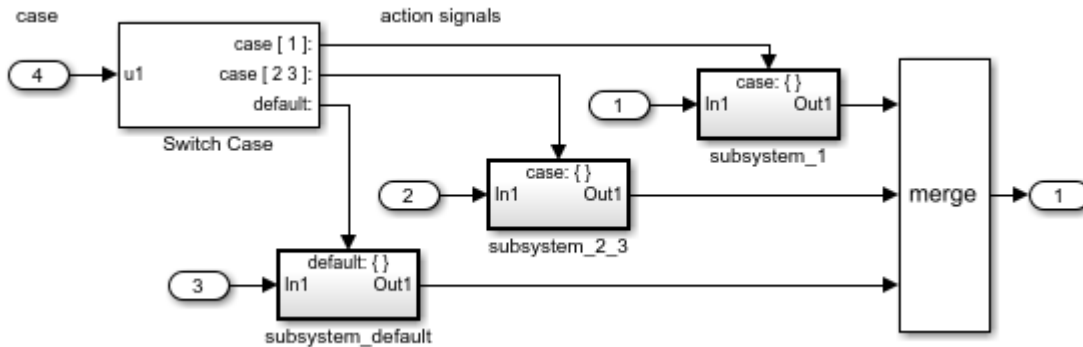 case
action signals
4
u1
case [ 1 ]:
case [ 2 3 ]:
default:
Switch Case
1
case: { }
In1
Out1
subsystem_1
2
case: { }
In1
Out1
subsystem_2_3
3
default: { }
In1
Out1
subsystem_default
merge
1